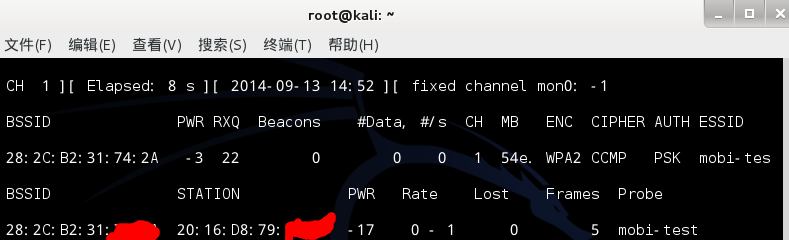 root@kali: ~
文件(F) 编辑(E) 查看(V) 搜索(S) 终端(T) 帮助(H)
CH 1 ][ Elapsed: 8 s ][ 2014-09-13 14:52 ][ fixed channel mon0: -1
BSSID PWR RXQ Beacons #Data, #/s CH MB ENC CIPHER AUTH ESSID
28:2C:B2:31:74:2A -3 22 0 0 0 1 54e. WPA2 CCMP PSK mobi-tes
BSSID STATION PWR Rate Lost Frames Probe
28:2C:B2:31: 20:16:D8:79: -17 0 - 1 0 5 mobi-test